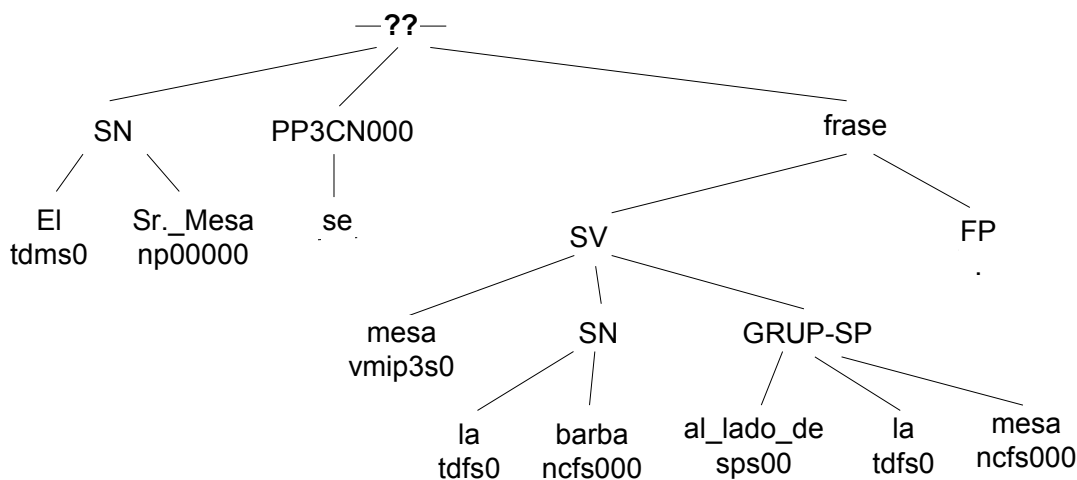 ??
SN PP3CN000 frase
El Sr._Mesa se
tdms0 np00000
SV FP
.
mesa SN GRUP-SP
vmip3s0
la barba al_lado_de la mesa
tdfs0 ncfs000 sps00 tdfs0 ncfs000